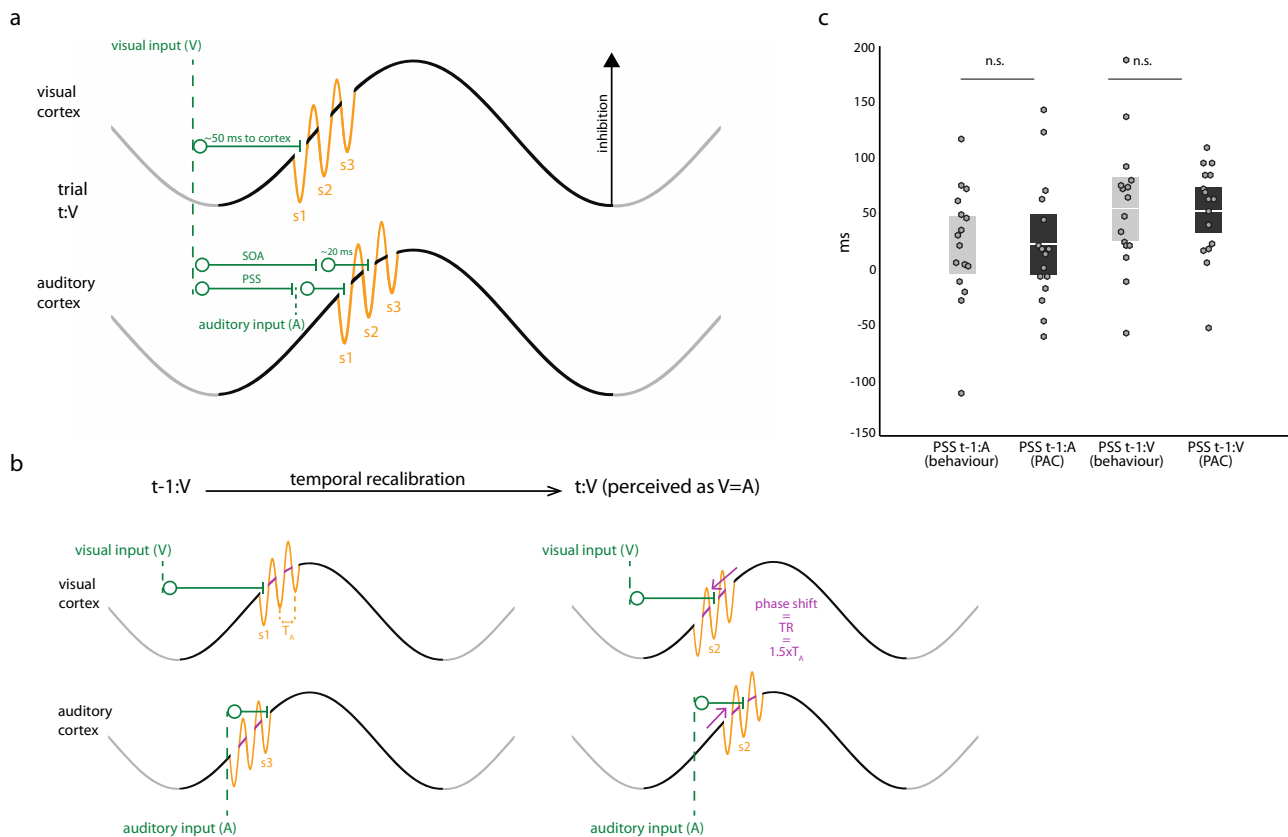 a
visual input (V)
visual
cortex
~50 ms to cortex
s1
s2
s3
inhibition
trial
t:V
auditory
cortex
SOA
~20 ms
PSS
auditory input (A)
s1
s2
s3
b
t-1:V
temporal recalibration
t:V (perceived as V=A)
visual input (V)
visual
cortex
s1
TA
auditory
cortex
s3
auditory input (A)
visual input (V)
s2
phase shift
=
TR
=
1.5xTA
s2
auditory input (A)
c
200
150
100
50
0
-50
-100
-150
ms
n.s.
n.s.
PSS t-1:A
(behaviour)
PSS t-1:A
(PAC)
PSS t-1:V
(behaviour)
PSS t-1:V
(PAC)